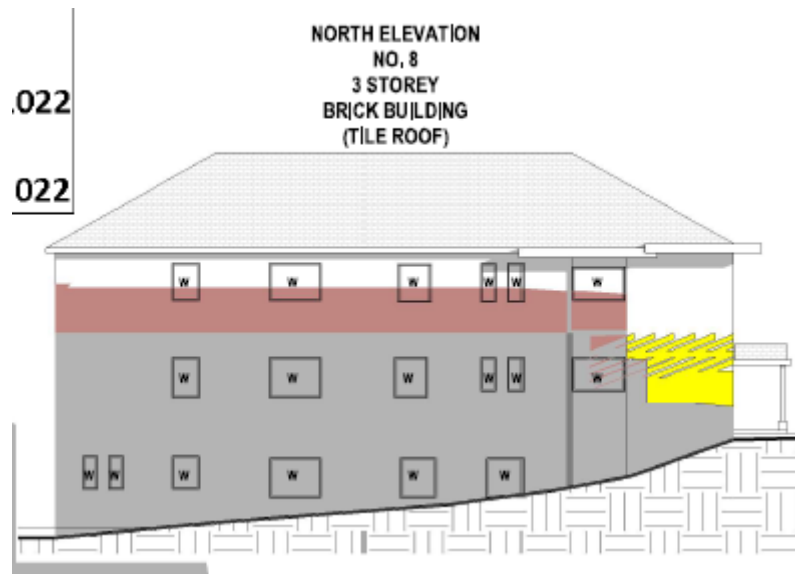 NORTH ELEVATION
NO. 8
3 STOREY
BRICK BUILDING
(TILE ROOF)
.022
022
W W W W W W
W W W W W W
W W W W W W